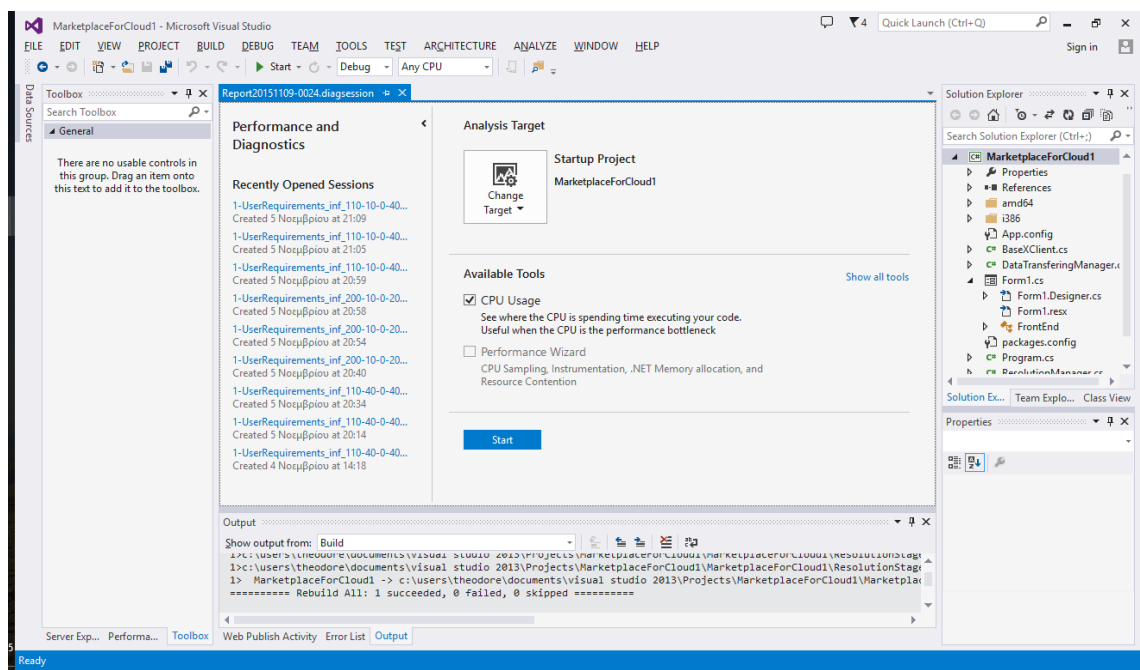 MarketplaceForCloud1 - Microsoft Visual Studio
4
Quick Launch (Ctrl+Q)
FILE EDIT VIEW PROJECT BUILD DEBUG TEAM TOOLS TEST ARCHITECTURE ANALYZE WINDOW HELP
Sign in
Start Debug Any CPU
Data Sources
Toolbox
Search Toolbox
General
There are no usable controls in
this group. Drag an item onto
this text to add it to the toolbox.
Server Exp... Performa... Toolbox
Report20151109-0024.diagsession
Performance and
Diagnostics
Recently Opened Sessions
1-UserRequirements_inf_110-10-0-40...
Created 5 Νοεμβρίου at 21:09
1-UserRequirements_inf_110-10-0-40...
Created 5 Νοεμβρίου at 21:05
1-UserRequirements_inf_110-10-0-40...
Created 5 Νοεμβρίου at 20:59
1-UserRequirements_inf_200-10-0-20...
Created 5 Νοεμβρίου at 20:58
1-UserRequirements_inf_200-10-0-20...
Created 5 Νοεμβρίου at 20:54
1-UserRequirements_inf_200-10-0-20...
Created 5 Νοεμβρίου at 20:40
1-UserRequirements_inf_110-40-0-40...
Created 5 Νοεμβρίου at 20:34
1-UserRequirements_inf_110-40-0-40...
Created 5 Νοεμβρίου at 20:14
1-UserRequirements_inf_110-40-0-40...
Created 4 Νοεμβρίου at 14:18
Analysis Target
Change
Target
Startup Project
MarketplaceForCloud1
Available Tools
Show all tools
CPU Usage
See where the CPU is spending time executing your code.
Useful when the CPU is the performance bottleneck
Performance Wizard
CPU Sampling, Instrumentation, .NET Memory allocation, and
Resource Contention
Start
Output
Show output from: Build
1>c:\users\theodore\documents\visual studio 2013\Projects\MarketplaceForCloud1\MarketplaceForCloud1\ResolutionStage
1>c:\users\theodore\documents\visual studio 2013\Projects\MarketplaceForCloud1\MarketplaceForCloud1\ResolutionStage
1> MarketplaceForCloud1 -> c:\users\theodore\documents\visual studio 2013\Projects\MarketplaceForCloud1\Marketplac
========== Rebuild All: 1 succeeded, 0 failed, 0 skipped ==========
Web Publish Activity Error List Output
Solution Explorer
Search Solution Explorer (Ctrl+;)
MarketplaceForCloud1
Properties
References
amd64
i386
App.config
BaseXClient.cs
DataTransferingManager.c
Form1.cs
Form1.Designer.cs
Form1.resx
FrontEnd
packages.config
Program.cs
ResolutionManager.cs
Solution Ex... Team Explo... Class View
Properties
Ready